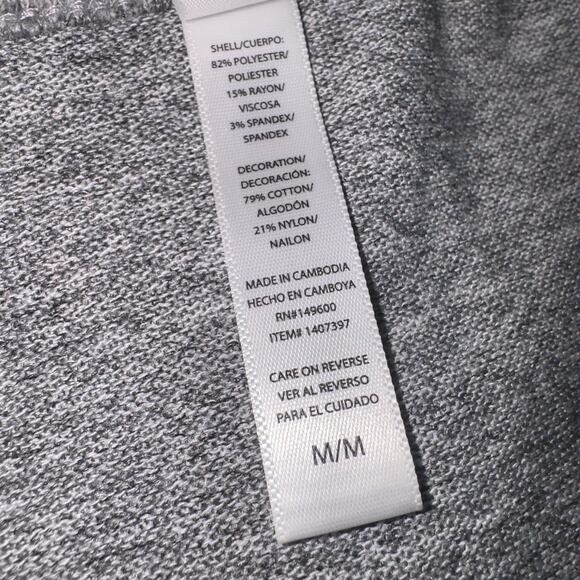 SHELL/CUERPO:
82% POLYESTER/
POLIESTER
15% RAYON/
VISCOSA
3% SPANDEX/
SPANDEX
DECORATION/
DECORACIÓN:
79% COTTON/
ALGODÓN
21% NYLON/
NAILON
MADE IN CAMBODIA
HECHO EN CAMBOYA
RN#149600
ITEM# 1407397
CARE ON REVERSE
VER AL REVERSO
PARA EL CUIDADO
M/M